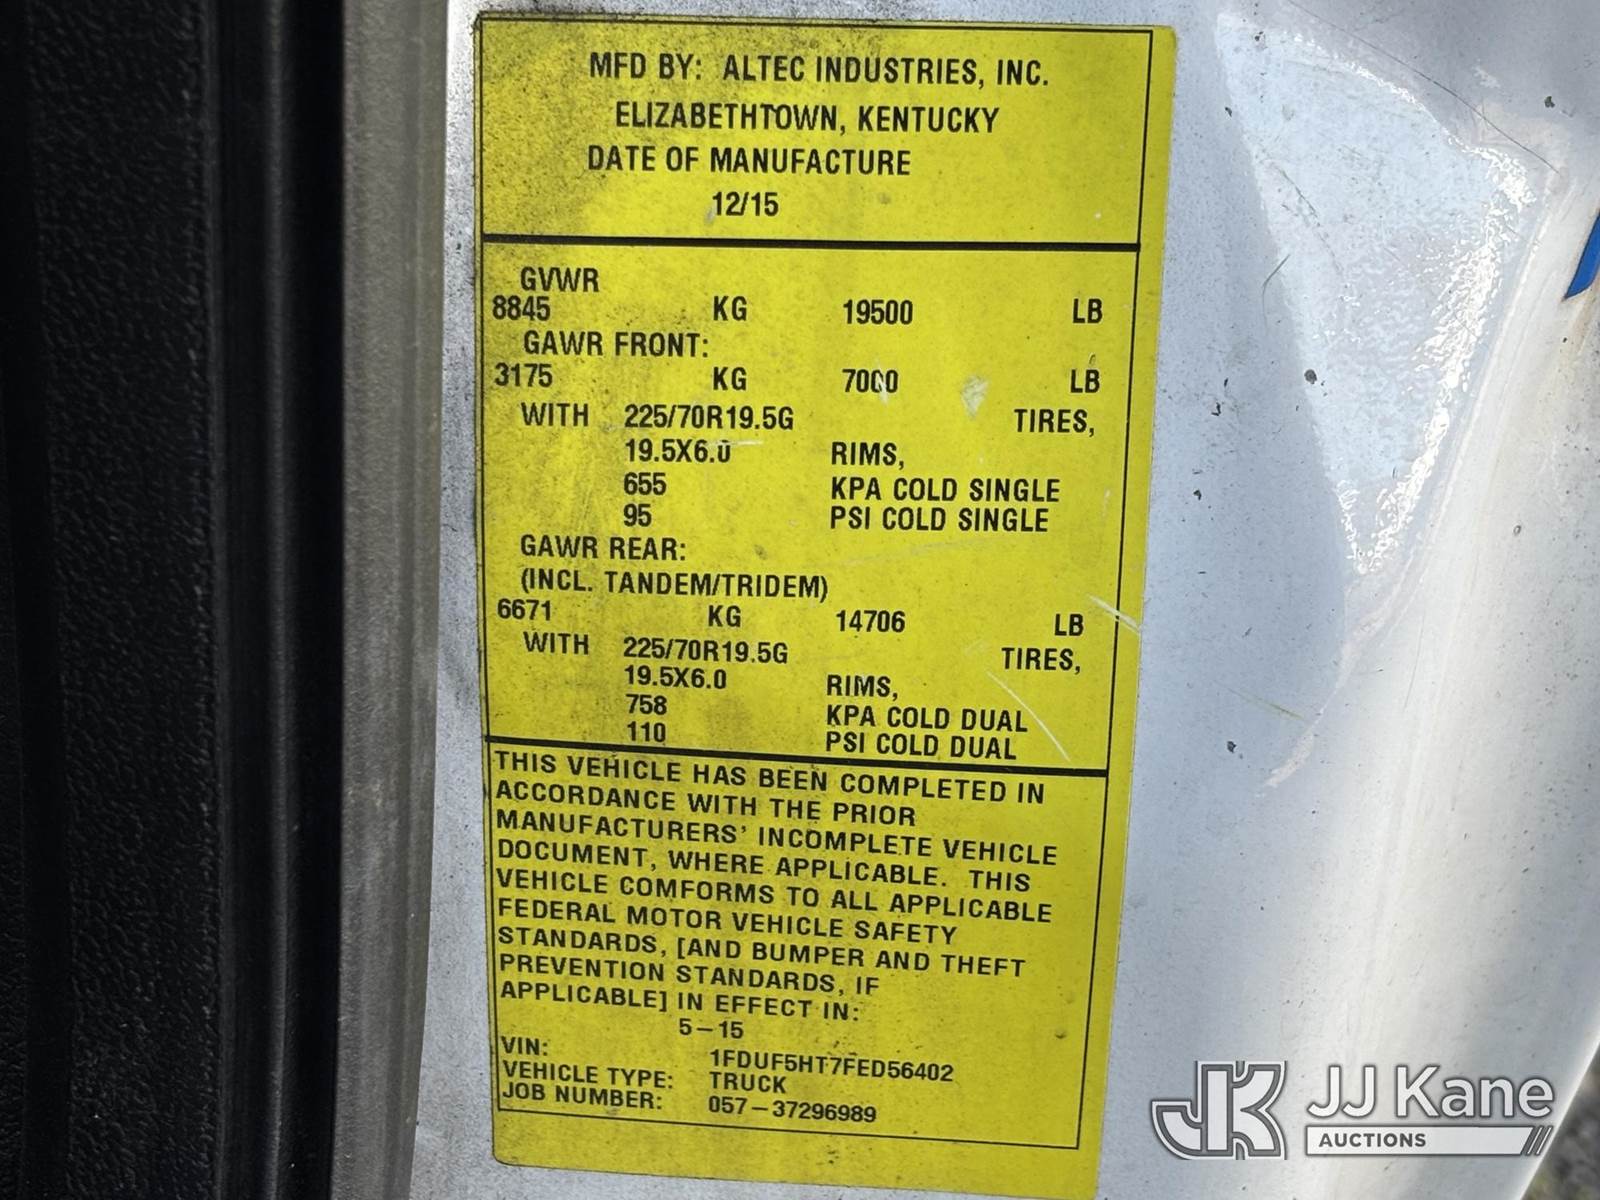 MFD BY: ALTEC INDUSTRIES, INC.
ELIZABETHTOWN, KENTUCKY
DATE OF MANUFACTURE
12/15
GVWR
8845 KG 19500 LB
GAWR FRONT:
3175 KG 7000 LB
WITH 225/70R19.5G TIRES,
19.5X6.0 RIMS,
655 KPA COLD SINGLE
95 PSI COLD SINGLE
GAWR REAR:
(INCL. TANDEM/TRIDEM)
6671 KG 14706 LB
WITH 225/70R19.5G TIRES,
19.5X6.0 RIMS,
758 KPA COLD DUAL
110 PSI COLD DUAL
THIS VEHICLE HAS BEEN COMPLETED IN
ACCORDANCE WITH THE PRIOR
MANUFACTURERS' INCOMPLETE VEHICLE
DOCUMENT, WHERE APPLICABLE. THIS
VEHICLE COMFORMS TO ALL APPLICABLE
FEDERAL MOTOR VEHICLE SAFETY
STANDARDS, [AND BUMPER AND THEFT
PREVENTION STANDARDS, IF
APPLICABLE] IN EFFECT IN:
5-15
VIN: 1FDUF5HT7FED56402
VEHICLE TYPE: TRUCK
JOB NUMBER: 057-37296989
JK JJ Kane
AUCTIONS